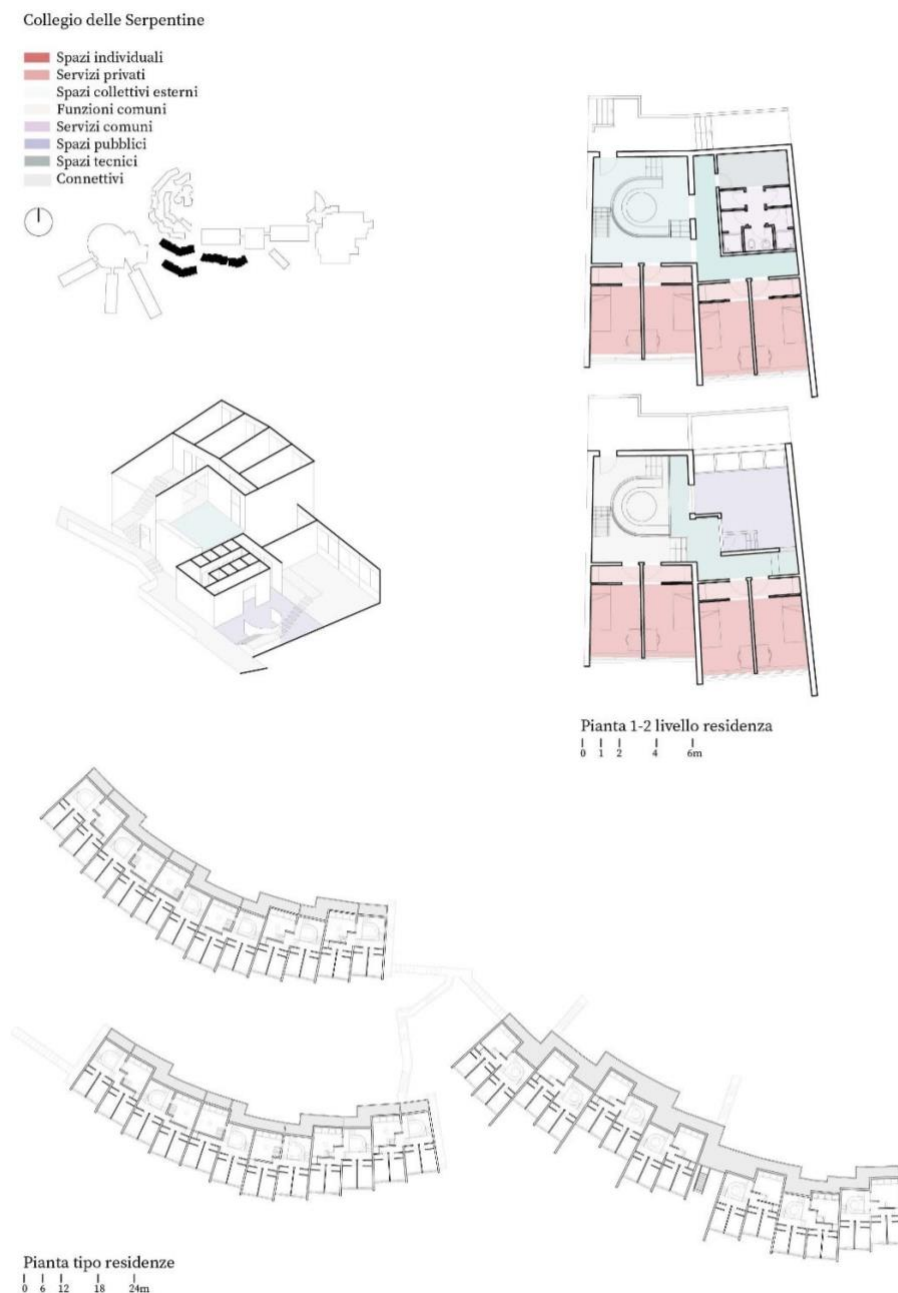 Collegio delle Serpentine
Spazi individuali
Servizi privati
Spazi collettivi esterni
Funzioni comuni
Servizi comuni
Spazi pubblici
Spazi tecnici
Connettivi
Pianta 1-2 livello residenza
0 1 2 4 6m
Pianta tipo residenze
0 6 12 18 24m